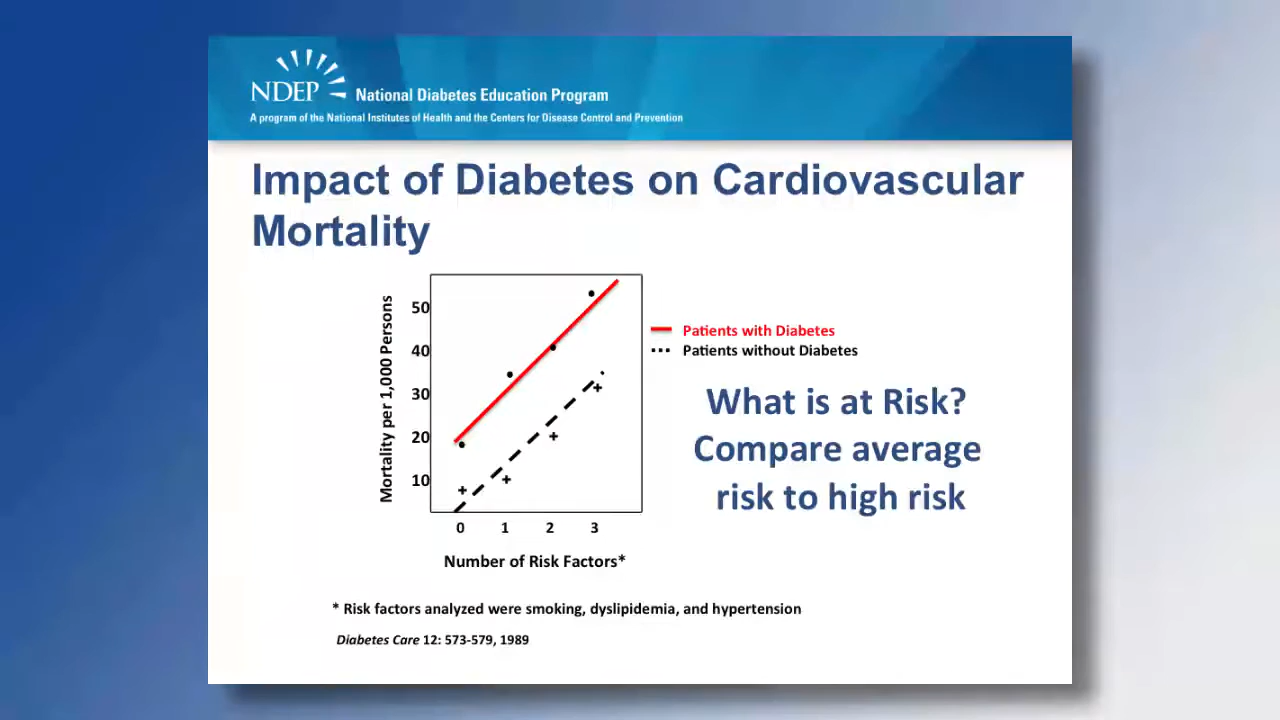 NDEP
National Diabetes Education Program
A program of the National Institutes of Health and the Centers for Disease Control and Prevention
Impact of Diabetes on Cardiovascular
Mortality
Mortality per 1,000 Persons
50
40
30
20
10
0 1 2 3
Number of Risk Factors*
Patients with Diabetes
Patients without Diabetes
What is at Risk?
Compare average
risk to high risk
* Risk factors analyzed were smoking, dyslipidemia, and hypertension
Diabetes Care 12: 573-579, 1989